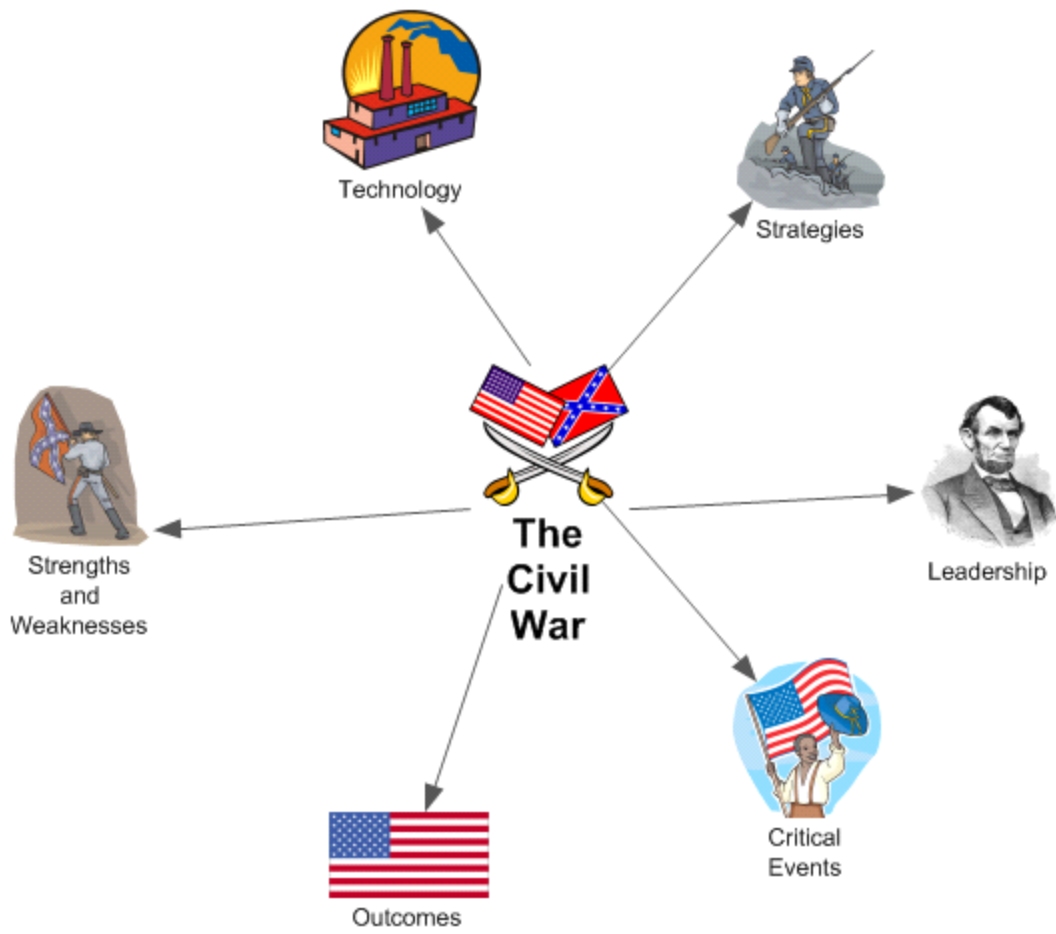 Technology
Strategies
Strengths
and
Weaknesses
The
Civil
War
Leadership
Critical
Events
Outcomes